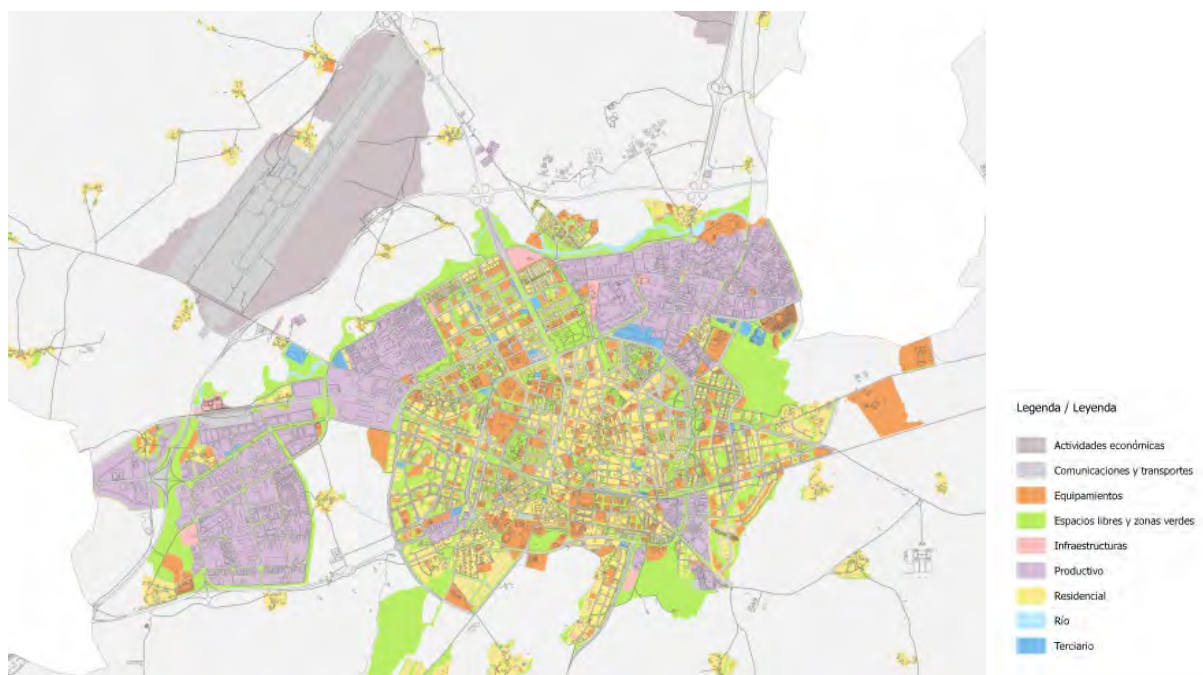 Legenda / Leyenda
Actividades económicas
Comunicaciones y transportes
Equipamientos
Espacios libres y zonas verdes
Infraestructuras
Productivo
Residencial
Río
Terciario